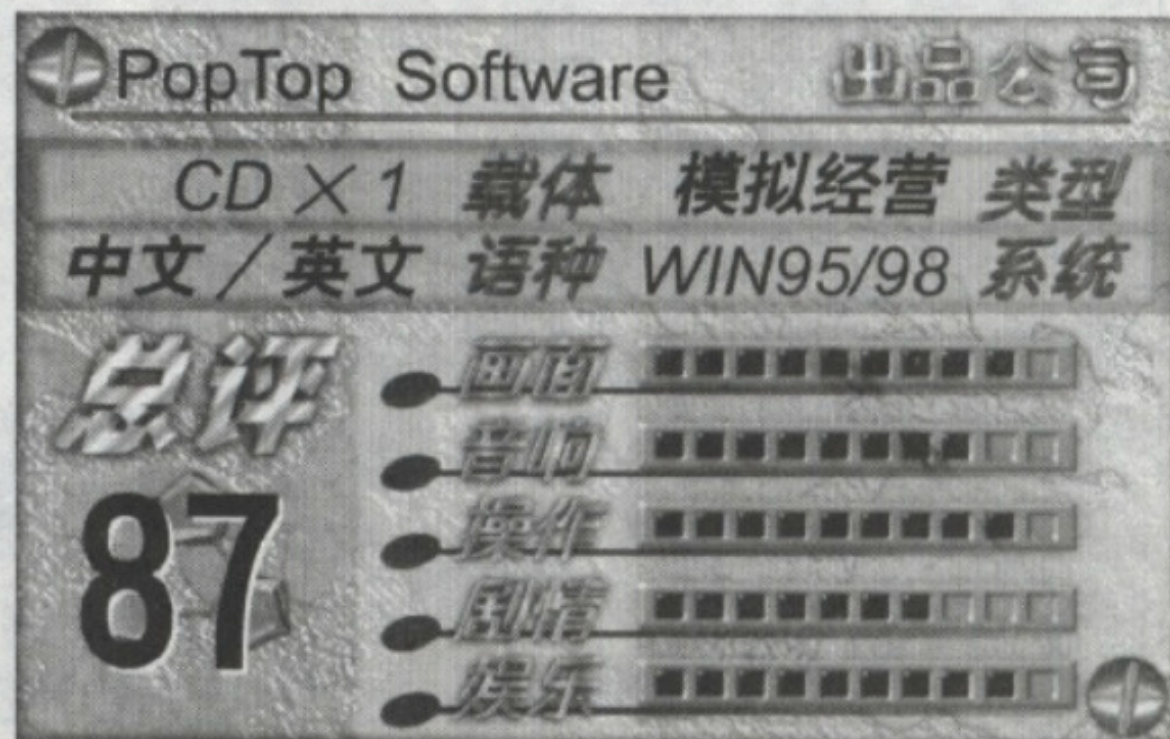 PopTop Software 出品公司
CD × 1 载体 模拟经营 类型
中文 / 英文 语种 WIN95/98 系统
总评
87
画面
音响
操作
剧情
娱乐